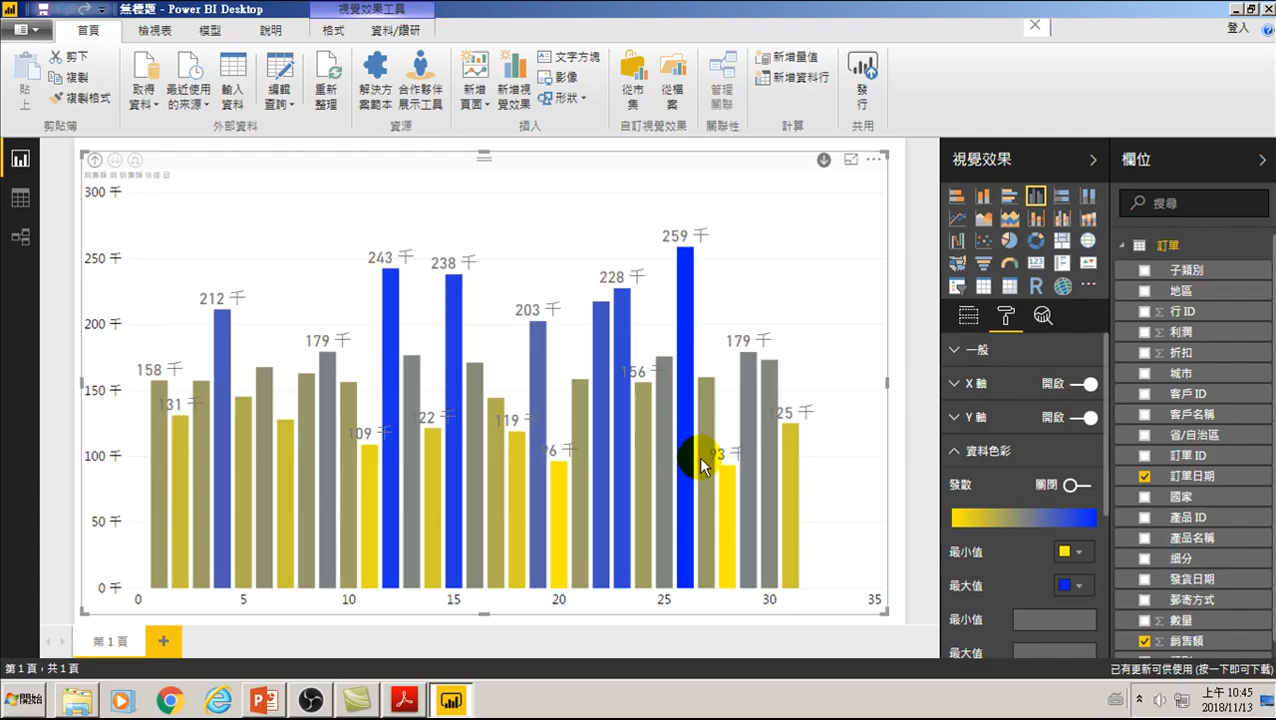 無標題 - Power BI Desktop
視覺效果工具
首頁
檢視表
模型
說明
格式
資料/鑽研
登入
貼上
剪下
複製
複製格式
剪貼簿
取得資料
最近使用的來源
輸入資料
編輯查詢
重新整理
外部資料
解決方案範本
合作夥伴展示工具
資源
新增頁面
新增視覺效果
文字方塊
影像
形狀
插入
從市集
從檔案
自訂視覺效果
管理關聯
關聯性
新增量值
新增資料行
計算
發行
共用
300 千
250 千
200 千
150 千
100 千
50 千
0 千
158 千
131 千
212 千
179 千
109 千
243 千
122 千
238 千
119 千
203 千
96 千
228 千
156 千
259 千
93 千
179 千
125 千
0
5
10
15
20
25
30
35
視覺效果
R
一般
X 軸
開啟
Y 軸
開啟
資料色彩
發散
關閉
最小值
最大值
最小值
最大值
欄位
搜尋
訂單
子類別
地區
Σ 行 ID
Σ 利潤
Σ 折扣
城市
客戶 ID
客戶名稱
省/自治區
訂單 ID
訂單日期
國家
產品 ID
產品名稱
細分
發貨日期
郵寄方式
Σ 數量
Σ 銷售額
第 1 頁
第 1 頁，共 1 頁
已有更新可供使用 (按一下即可下載)
開始
上午 10:45
2018/11/13